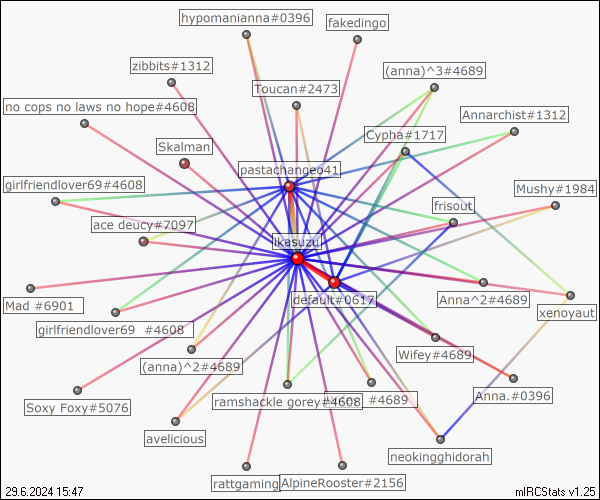 hypomanianna#0396
fakedingo
zibbits#1312
(anna)^3#4689
Toucan#2473
no cops no laws no hope#4608
Annarchist#1312
Cypha#1717
Skalman
pastachangeo41
girlfriendlover69#4608
Mushy#1984
frisout
ace deucy#7097
ikasuzu
default#0617
Mad #6901
Anna^2#4689
xenoyaut
girlfriendlover69 #4608
Wifey#4689
(anna)^2#4689
Anna.#0396
Soxy Foxy#5076
ramshackle gorey#4608
#4689
avelicious
neokingghidorah
rattgaming
AlpineRooster#2156
29.6.2024 15:47
mIRCStats v1.25